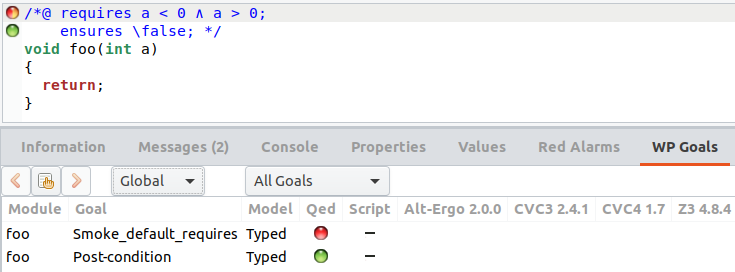 /*@ requires a < 0 ∧ a > 0;
ensures \false; */
void foo(int a)
{
return;
}
Information Messages (2) Console Properties Values Red Alarms WP Goals
Global All Goals
Module Goal Model Qed Script Alt-Ergo 2.0.0 CVC3 2.4.1 CVC4 1.7 Z3 4.8.4
foo Smoke_default_requires Typed —
foo Post-condition Typed —